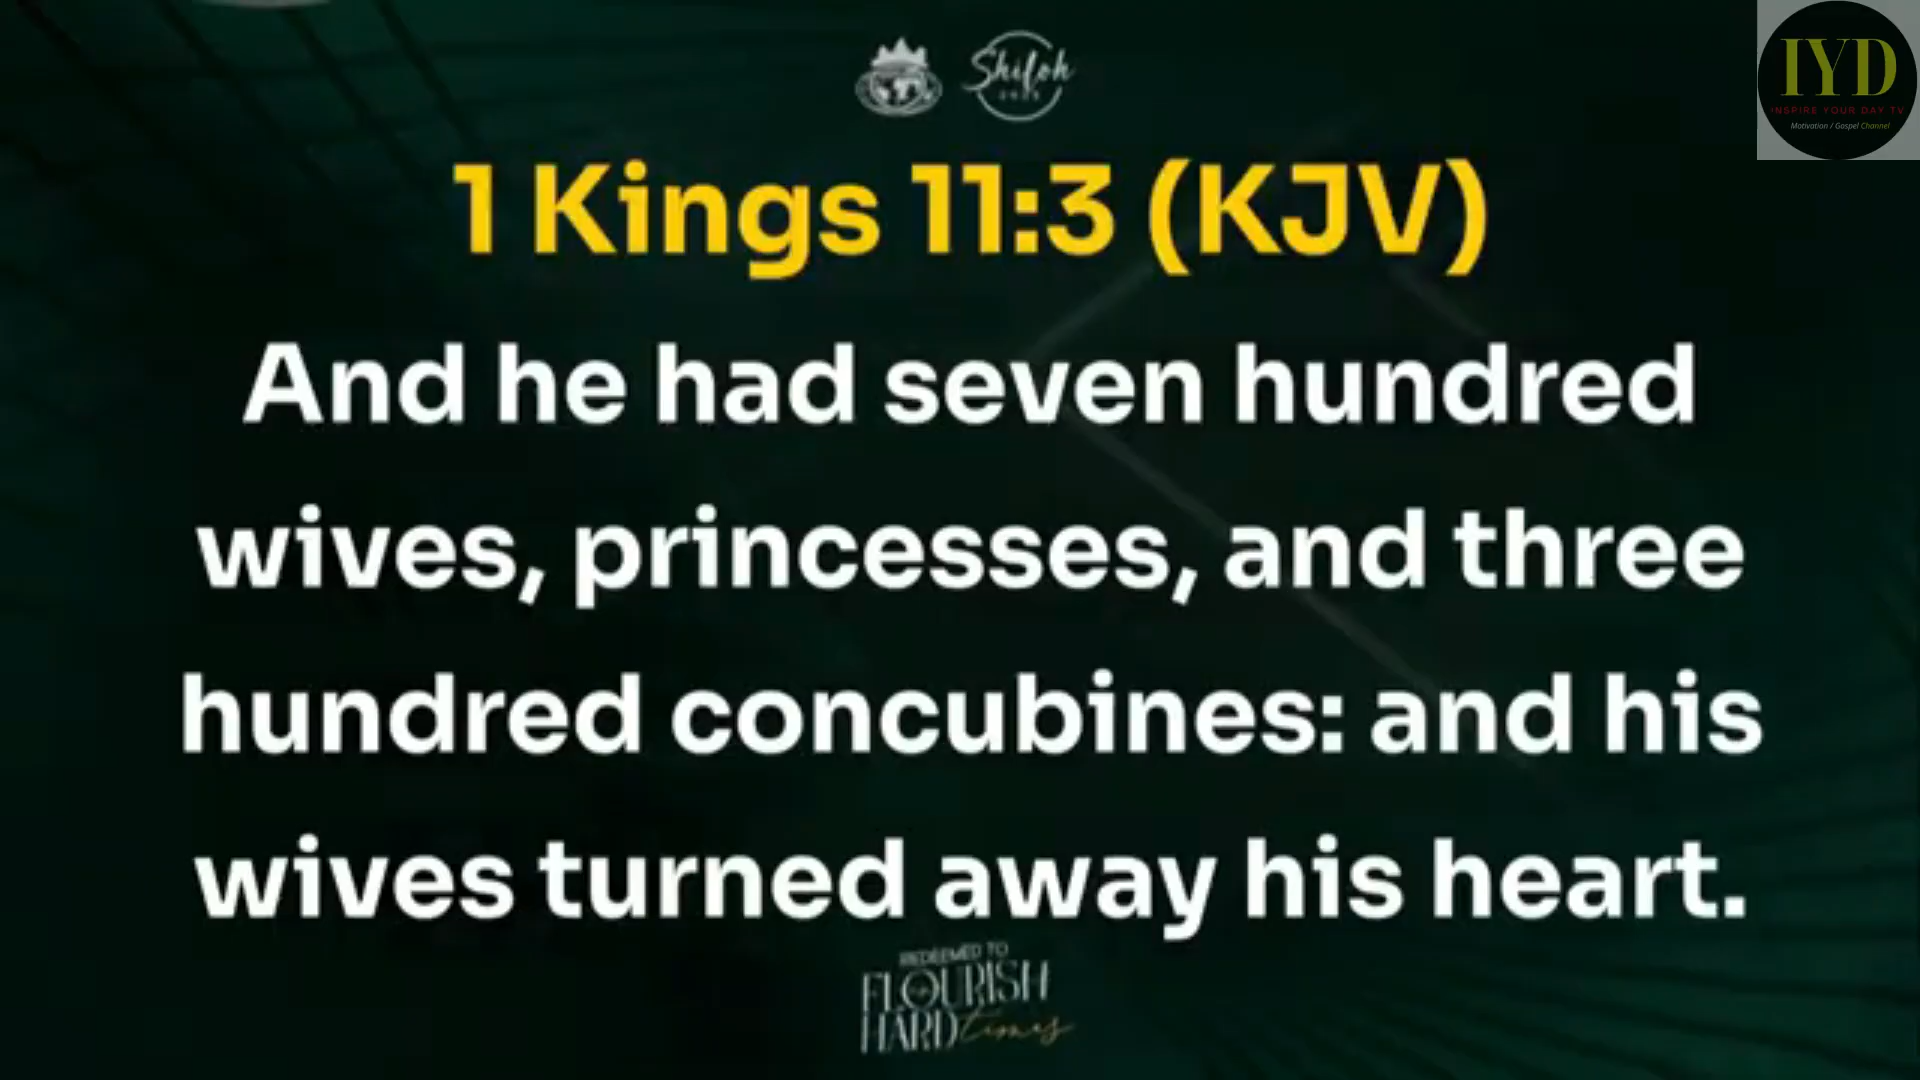 Shiloh
IYD
INSPIRE YOUR DAY TV
Motivation / Gospel Channel
1 Kings 11:3 (KJV)
And he had seven hundred
wives, princesses, and three
hundred concubines: and his
wives turned away his heart.
REDEEMED TO
FLOURISH
HARD times